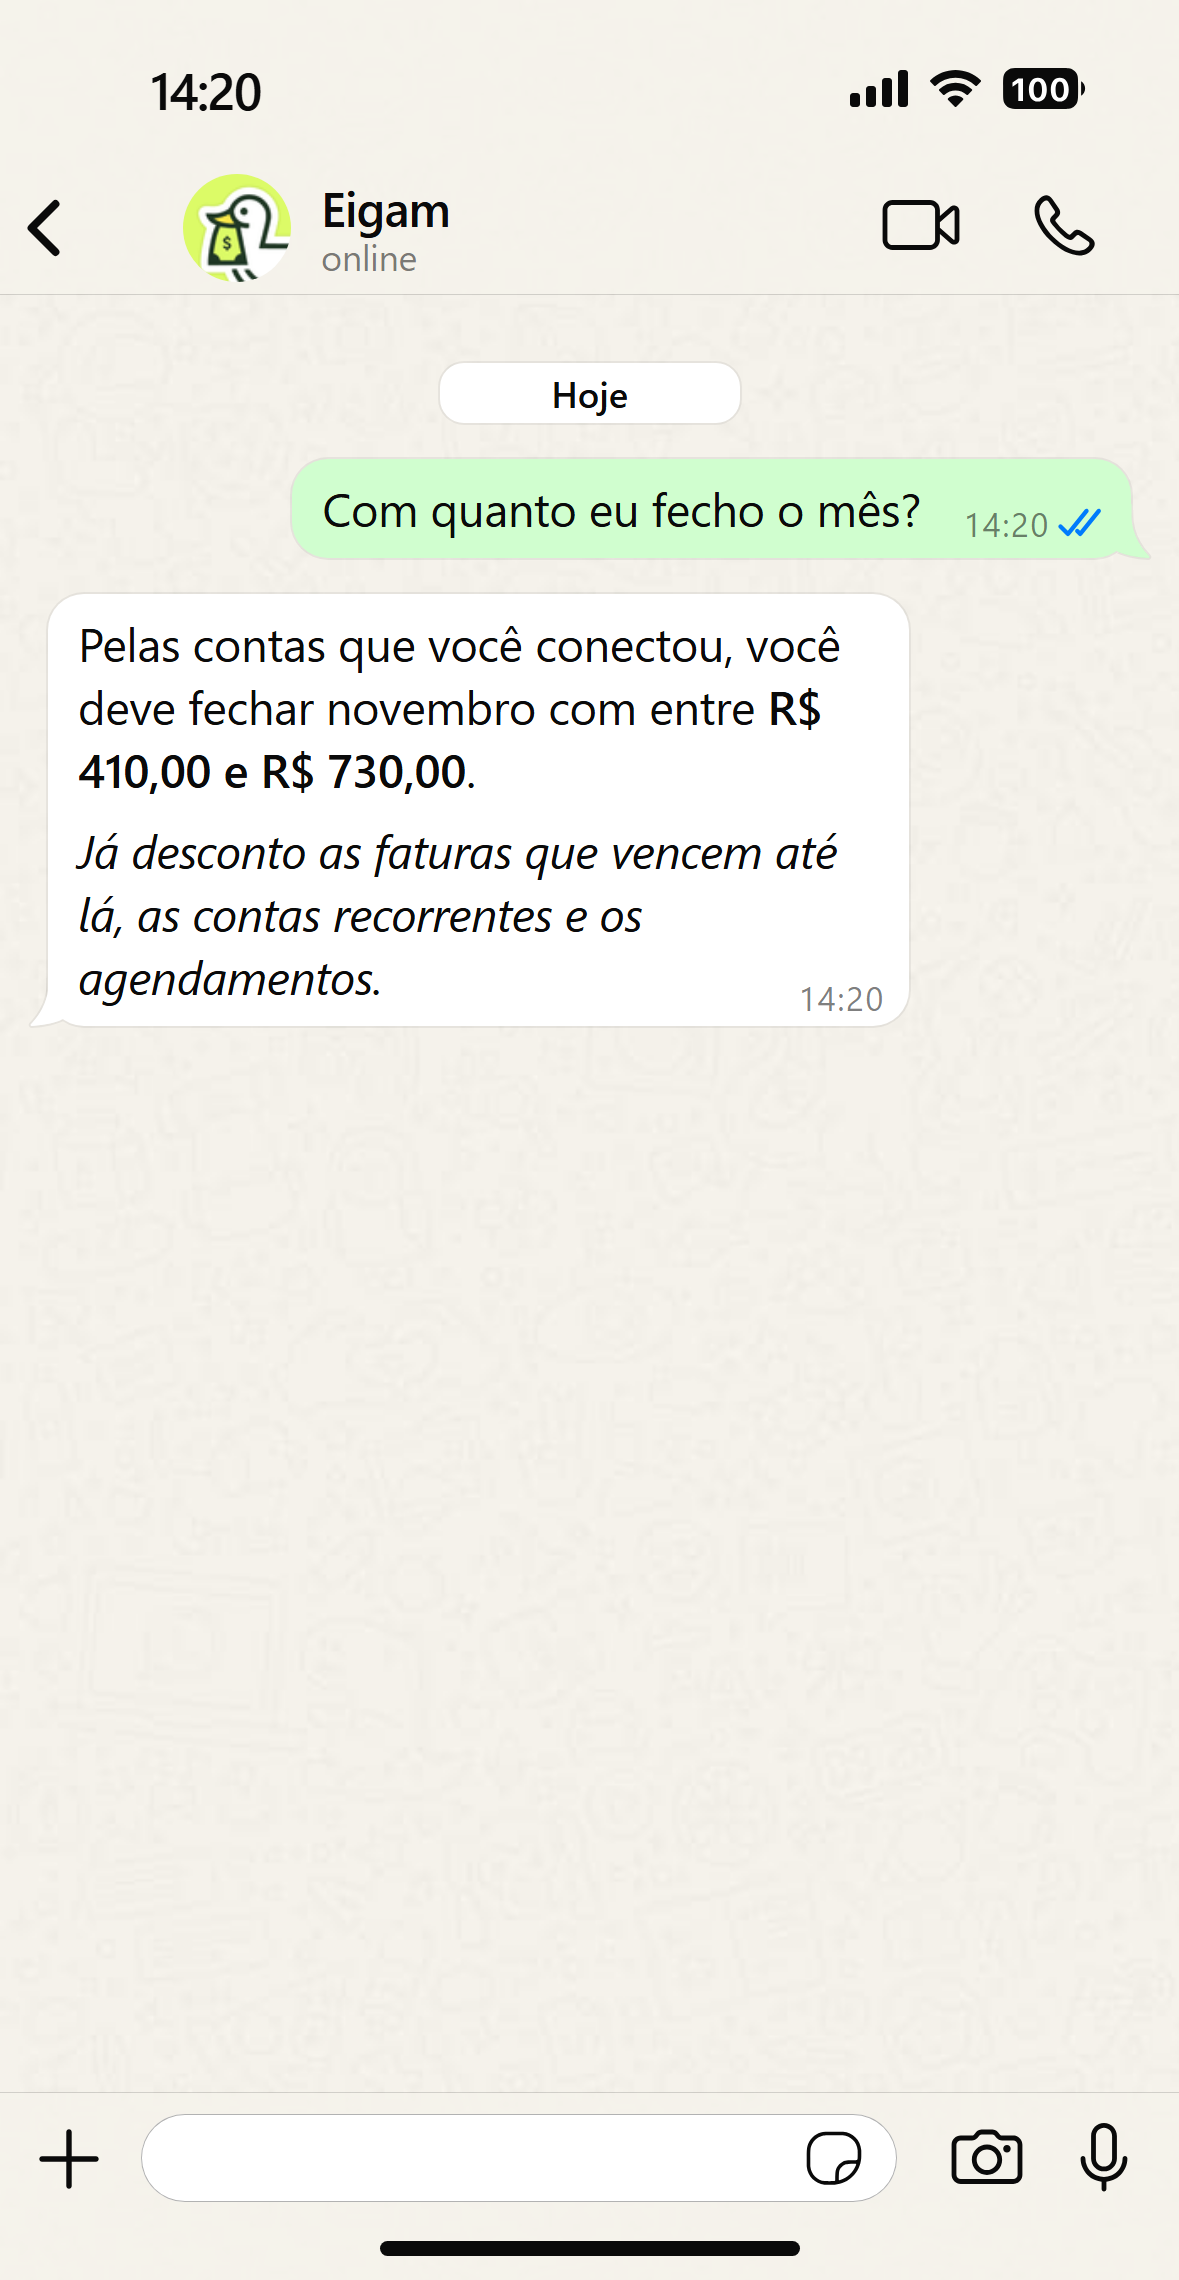 14:20
100
Eigam
online
Hoje
Com quanto eu fecho o mês?
14:20
Pelas contas que você conectou, você
deve fechar novembro com entre R$
410,00 e R$ 730,00.
Já desconto as faturas que vencem até
lá, as contas recorrentes e os
agendamentos.
14:20